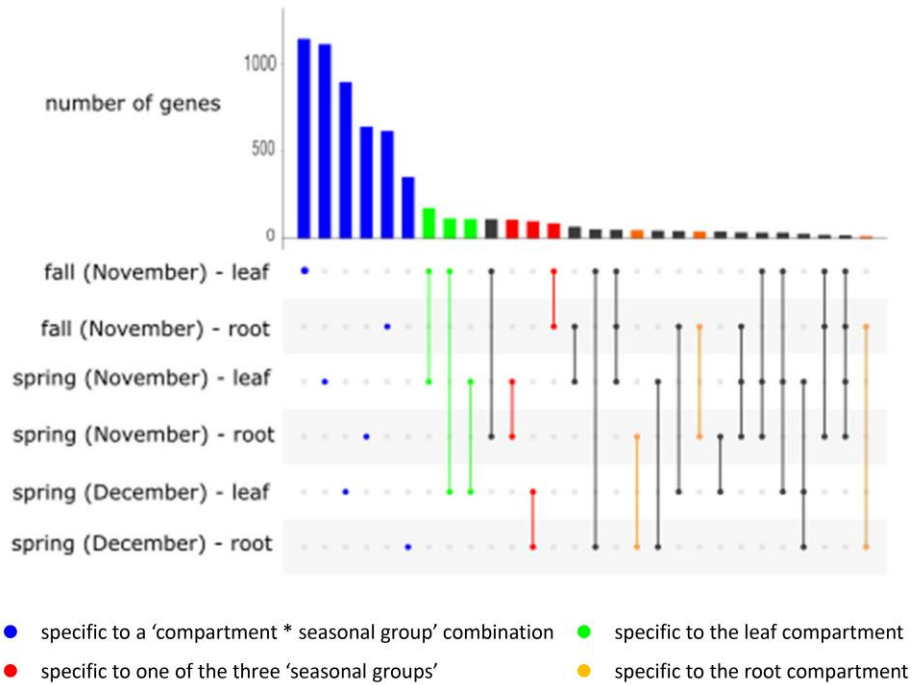 1000
number of genes
500
0
fall (November) - leaf
fall (November) - root
spring (November) - leaf
spring (November) - root
spring (December) - leaf
spring (December) - root
specific to a ‘compartment * seasonal group’ combination
specific to the leaf compartment
specific to one of the three ‘seasonal groups’
specific to the root compartment